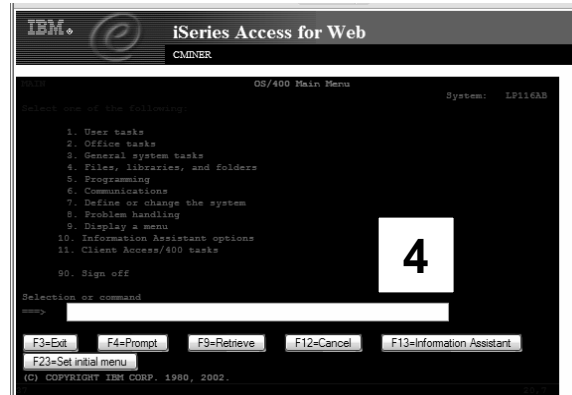 IBM
iSeries Access for Web
CMINER
MAIN OS/400 Main Menu
System: LP116AB
Select one of the following:
1. User tasks
2. Office tasks
3. General system tasks
4. Files, libraries, and folders
5. Programming
6. Communications
7. Define or change the system
8. Problem handling
9. Display a menu
10. Information Assistant options
11. Client Access/400 tasks
90. Sign off
4
Selection or command
===>
F3=Exit F4=Prompt F9=Retrieve F12=Cancel F13=Information Assistant
F23=Set initial menu
(C) COPYRIGHT IBM CORP. 1980, 2002.